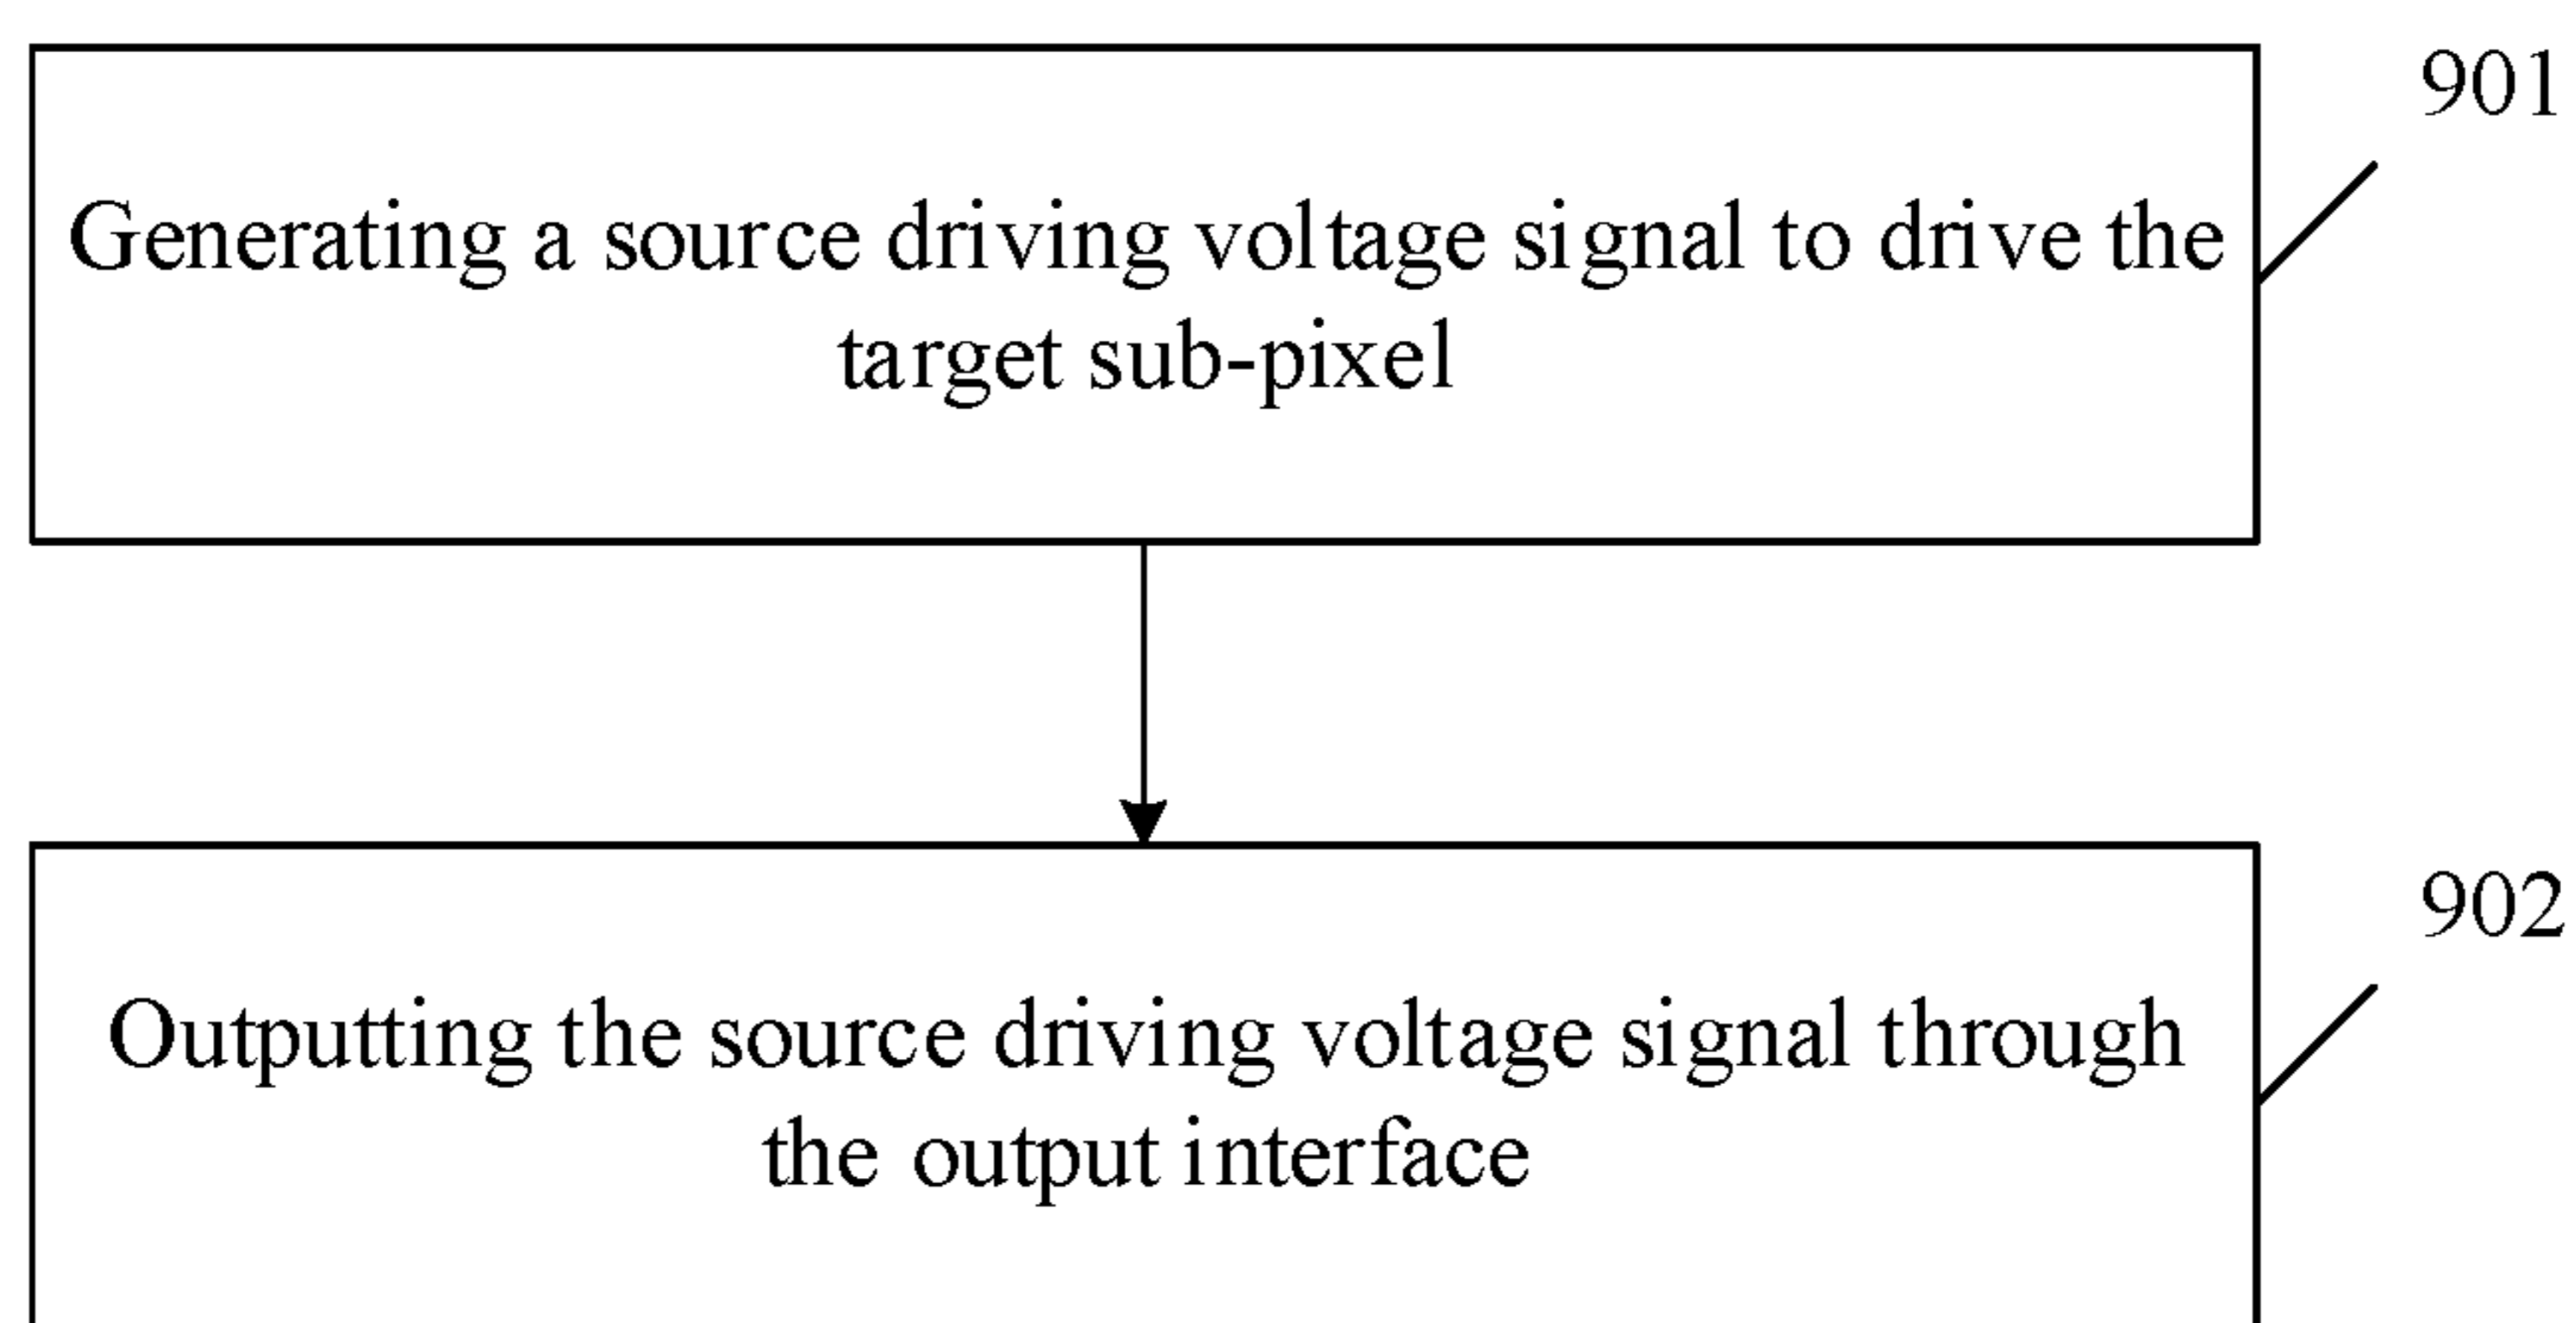 901
Generating a source driving voltage signal to drive the
target sub-pixel
902
Outputting the source driving voltage signal through
the output interface